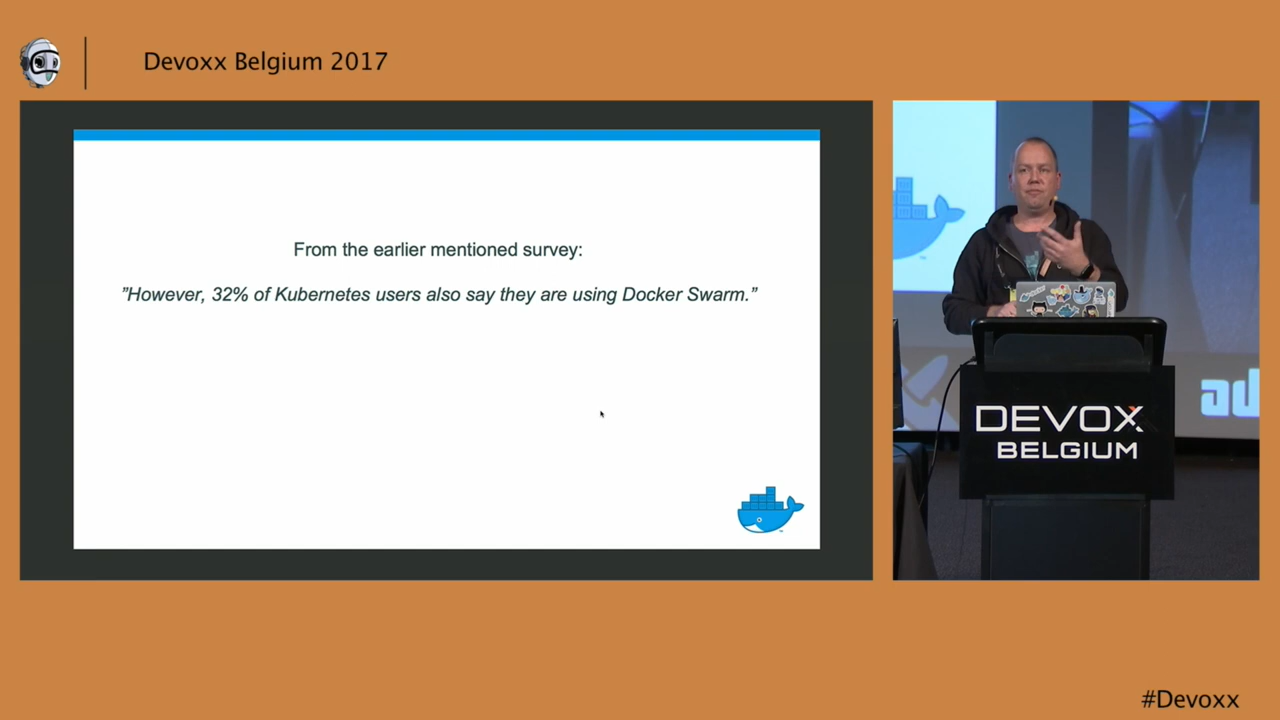 Devoxx Belgium 2017
From the earlier mentioned survey:
”However, 32% of Kubernetes users also say they are using Docker Swarm.”
ad
DEVOXX
BELGIUM
#Devoxx